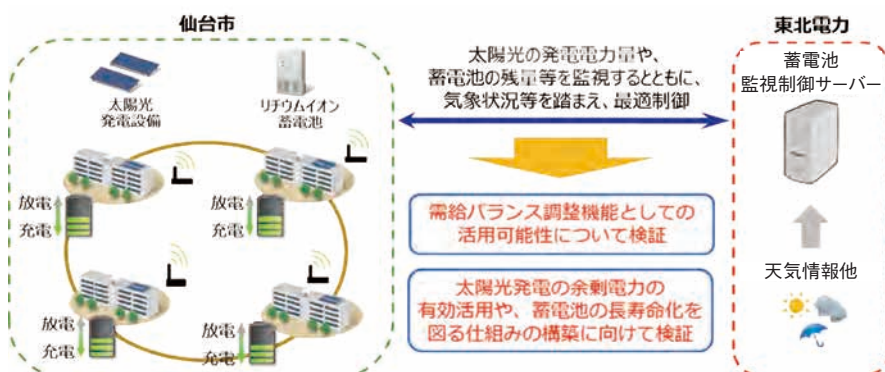 仙台市
太陽光
発電設備
リチウムイオン
蓄電池
放電
充電
放電
充電
放電
充電
放電
充電
太陽光の発電電力量や、
蓄電池の残量等を監視するとともに、
気象状況等を踏まえ、最適制御
需給バランス調整機能としての
活用可能性について検証
太陽光発電の余剰電力の
有効活用や、蓄電池の長寿命化を
図る仕組みの構築に向けて検証
東北電力
蓄電池
監視制御サーバー
天気情報他